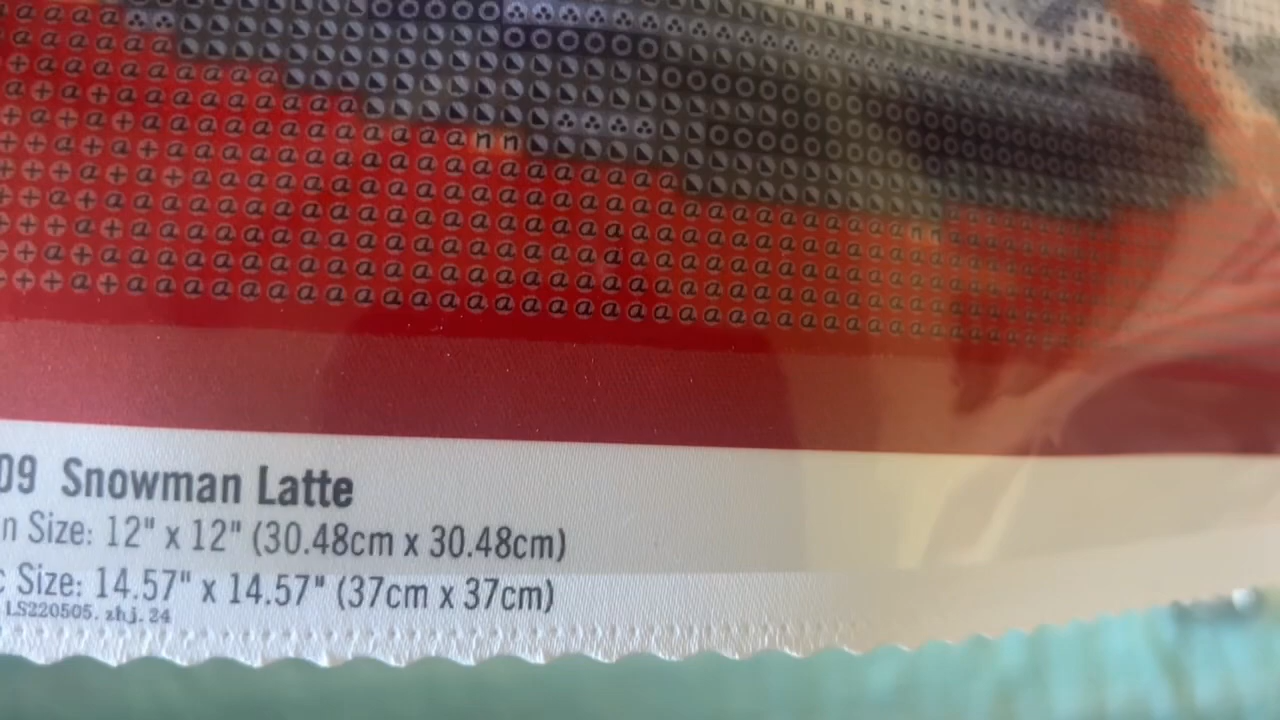 09 Snowman Latte
n Size: 12" x 12" (30.48cm x 30.48cm)
c Size: 14.57" x 14.57" (37cm x 37cm)
LS220505. zhj. 24